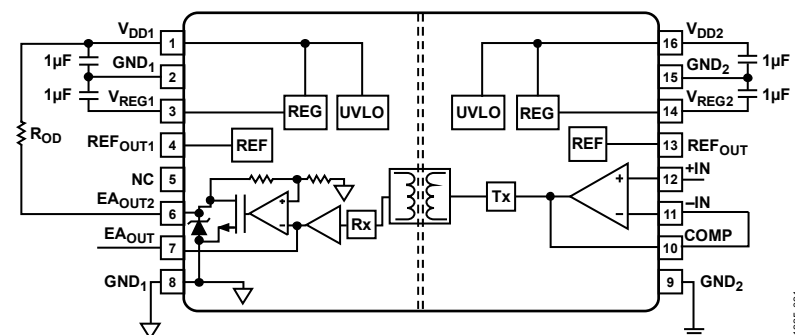 VDD1
1
1µF
GND1
2
1µF
VREG1
3
ROD
REFOUT1
4
NC
5
EAOUT2
6
EAOUT
7
GND1
8
REG
UVLO
REF
+
–
Rx
UVLO
REG
REF
Tx
+
–
16
VDD2
1µF
15
GND2
1µF
14
VREG2
13
REFOUT
12
+IN
11
–IN
10
COMP
9
GND2